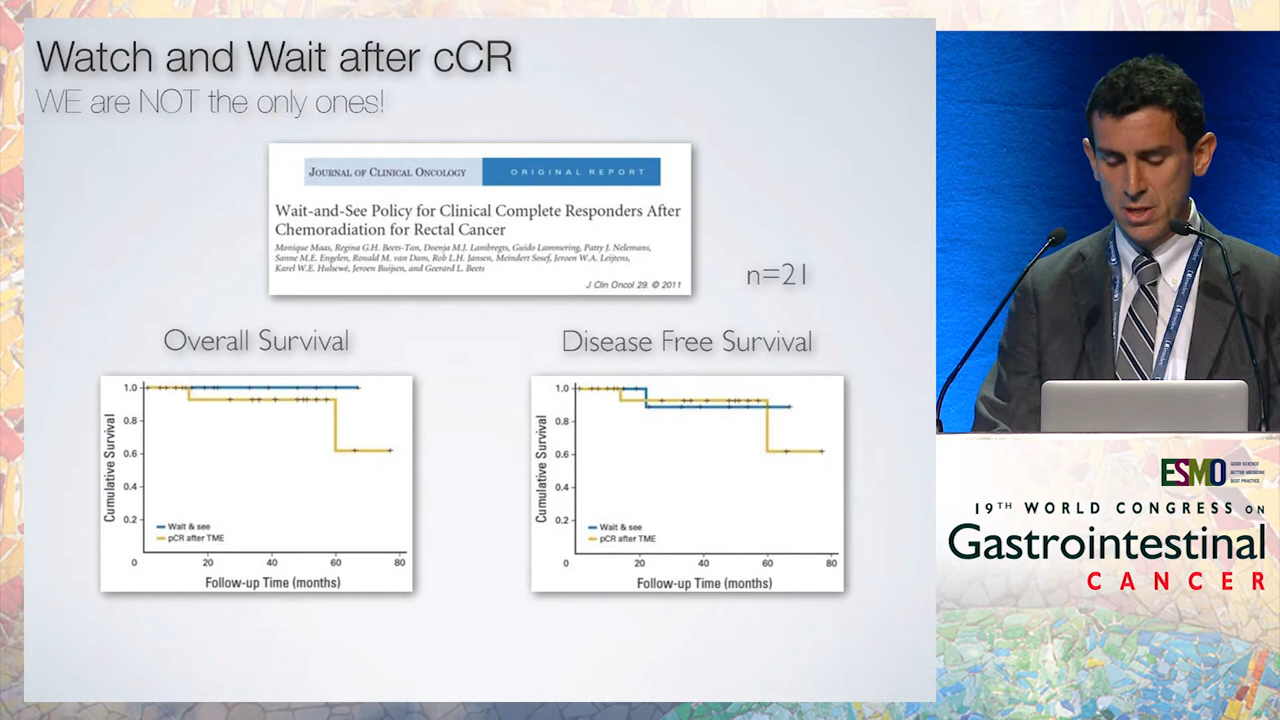 Watch and Wait after cCR
WE are NOT the only ones!
JOURNAL OF CLINICAL ONCOLOGY
ORIGINAL REPORT
Wait-and-See Policy for Clinical Complete Responders After
Chemoradiation for Rectal Cancer
Monique Maas, Regina G.H. Beets-Tan, Doenja M.J. Lambregts, Guido Lammering, Patty J. Nelemans,
Sanne M.E. Engelen, Ronald M. van Dam, Rob L.H. Jansen, Meindert Sosef, Jeroen W.A. Leijtens,
Karel W.E. Hulsewé, Jeroen Buijsen, and Geerard L. Beets
J Clin Oncol 29. © 2011
n=21
Overall Survival
Cumulative Survival
1.0
0.8
0.6
0.4
0.2
Wait & see
pCR after TME
0 20 40 60 80
Follow-up Time (months)
Disease Free Survival
Cumulative Survival
1.0
0.8
0.6
0.4
0.2
Wait & see
pCR after TME
0 20 40 60 80
Follow-up Time (months)
ESMO
GOOD SCIENCE
BETTER MEDICINE
BEST PRACTICE
19TH WORLD CONGRESS ON
Gastrointestinal
CANCER